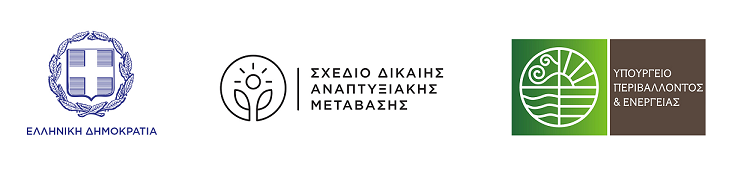 ΕΛΛΗΝΙΚΗ ΔΗΜΟΚΡΑΤΙΑ
ΣΧΕΔΙΟ ΔΙΚΑΙΗΣ
ΑΝΑΠΤΥΞΙΑΚΗΣ
ΜΕΤΑΒΑΣΗΣ
ΥΠΟΥΡΓΕΙΟ
ΠΕΡΙΒΑΛΛΟΝΤΟΣ
& ΕΝΕΡΓΕΙΑΣ